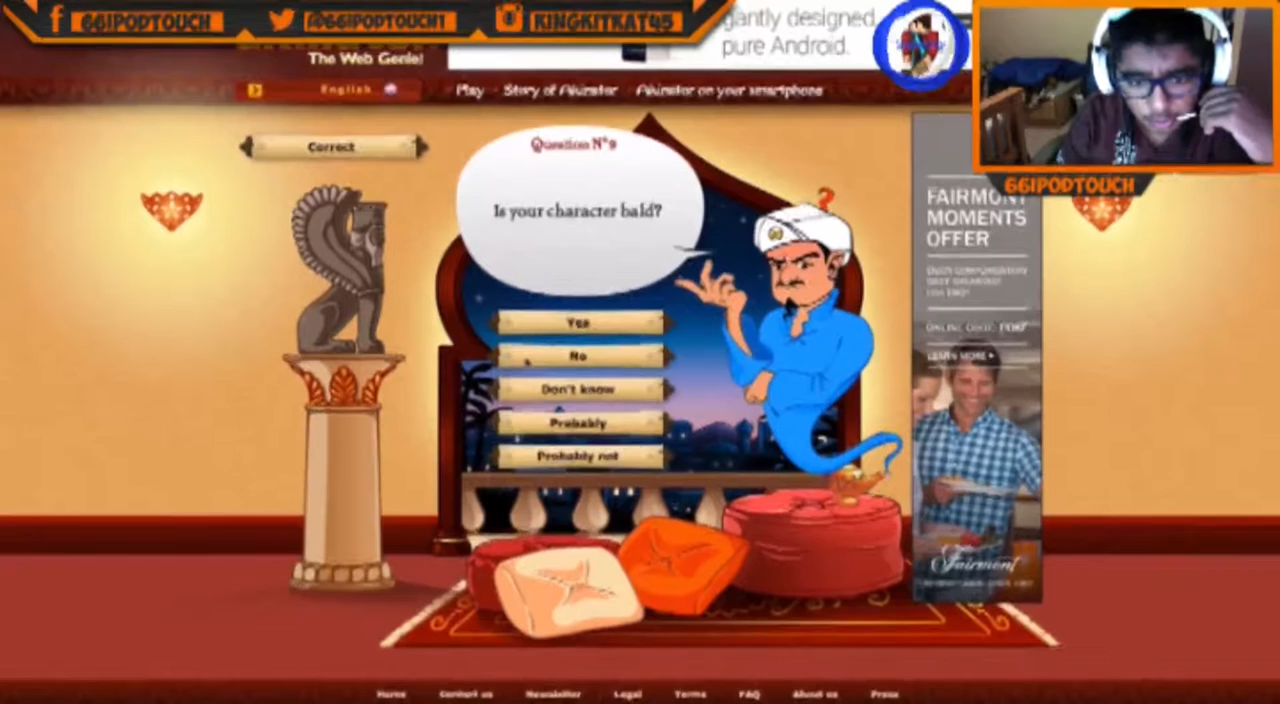 66IPODTOUCH
@66IPODTOUCH1
KINGKITKAT45
gantly designed.
pure Android.
The Web Genie!
English
Play
Story of Akinator
Akinator on your smartphone
Correct
Question N°9
Is your character bald?
Yes
No
Don't know
Probably
Probably not
66IPODTOUCH
FAIRMONT
MOMENTS
OFFER
LEARN MORE
Fairmont
Home
Contact us
Newsletter
Legal
Terms
FAQ
About us
Press